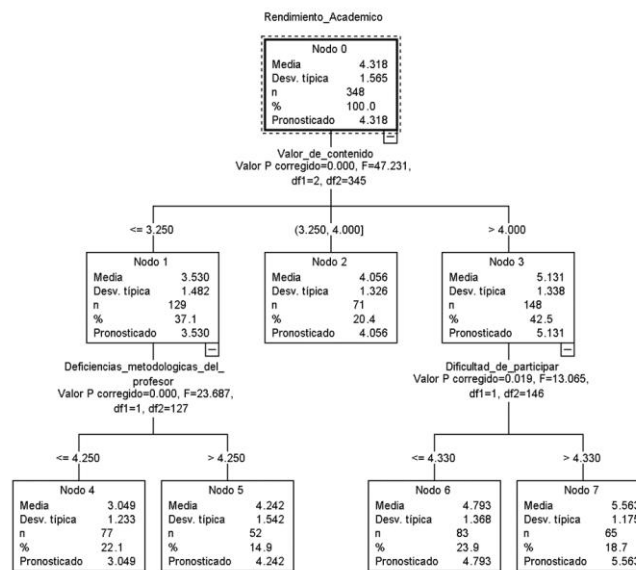 Rendimiento_Academico
Nodo 0
Media 4.318
Desv. típica 1.565
n 348
% 100.0
Pronosticado 4.318
Valor_de_contenido
Valor P corregido=0.000, F=47.231,
df1=2, df2=345
<= 3.250
(3.250, 4.000]
> 4.000
Nodo 1
Media 3.530
Desv. típica 1.482
n 129
% 37.1
Pronosticado 3.530
Nodo 2
Media 4.056
Desv. típica 1.326
n 71
% 20.4
Pronosticado 4.056
Nodo 3
Media 5.131
Desv. típica 1.338
n 148
% 42.5
Pronosticado 5.131
Deficiencias_metodologicas_del_
profesor
Valor P corregido=0.000, F=23.687,
df1=1, df2=127
Dificultad_de_participar
Valor P corregido=0.019, F=13.065,
df1=1, df2=146
<= 4.250
> 4.250
<= 4.330
> 4.330
Nodo 4
Media 3.049
Desv. típica 1.233
n 77
% 22.1
Pronosticado 3.049
Nodo 5
Media 4.242
Desv. típica 1.542
n 52
% 14.9
Pronosticado 4.242
Nodo 6
Media 4.793
Desv. típica 1.368
n 83
% 23.9
Pronosticado 4.793
Nodo 7
Media 5.563
Desv. típica 1.175
n 65
% 18.7
Pronosticado 5.563